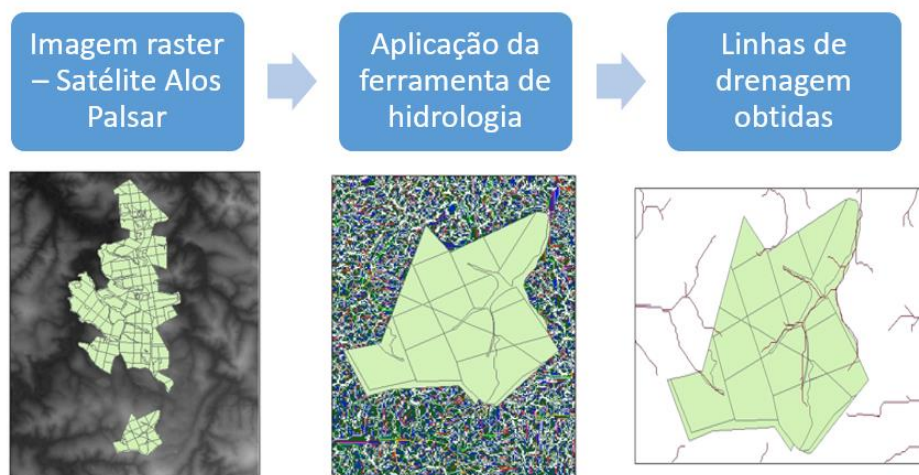 Imagem raster
– Satélite Alos
Palsar
Aplicação da
ferramenta de
hidrologia
Linhas de
drenagem
obtidas